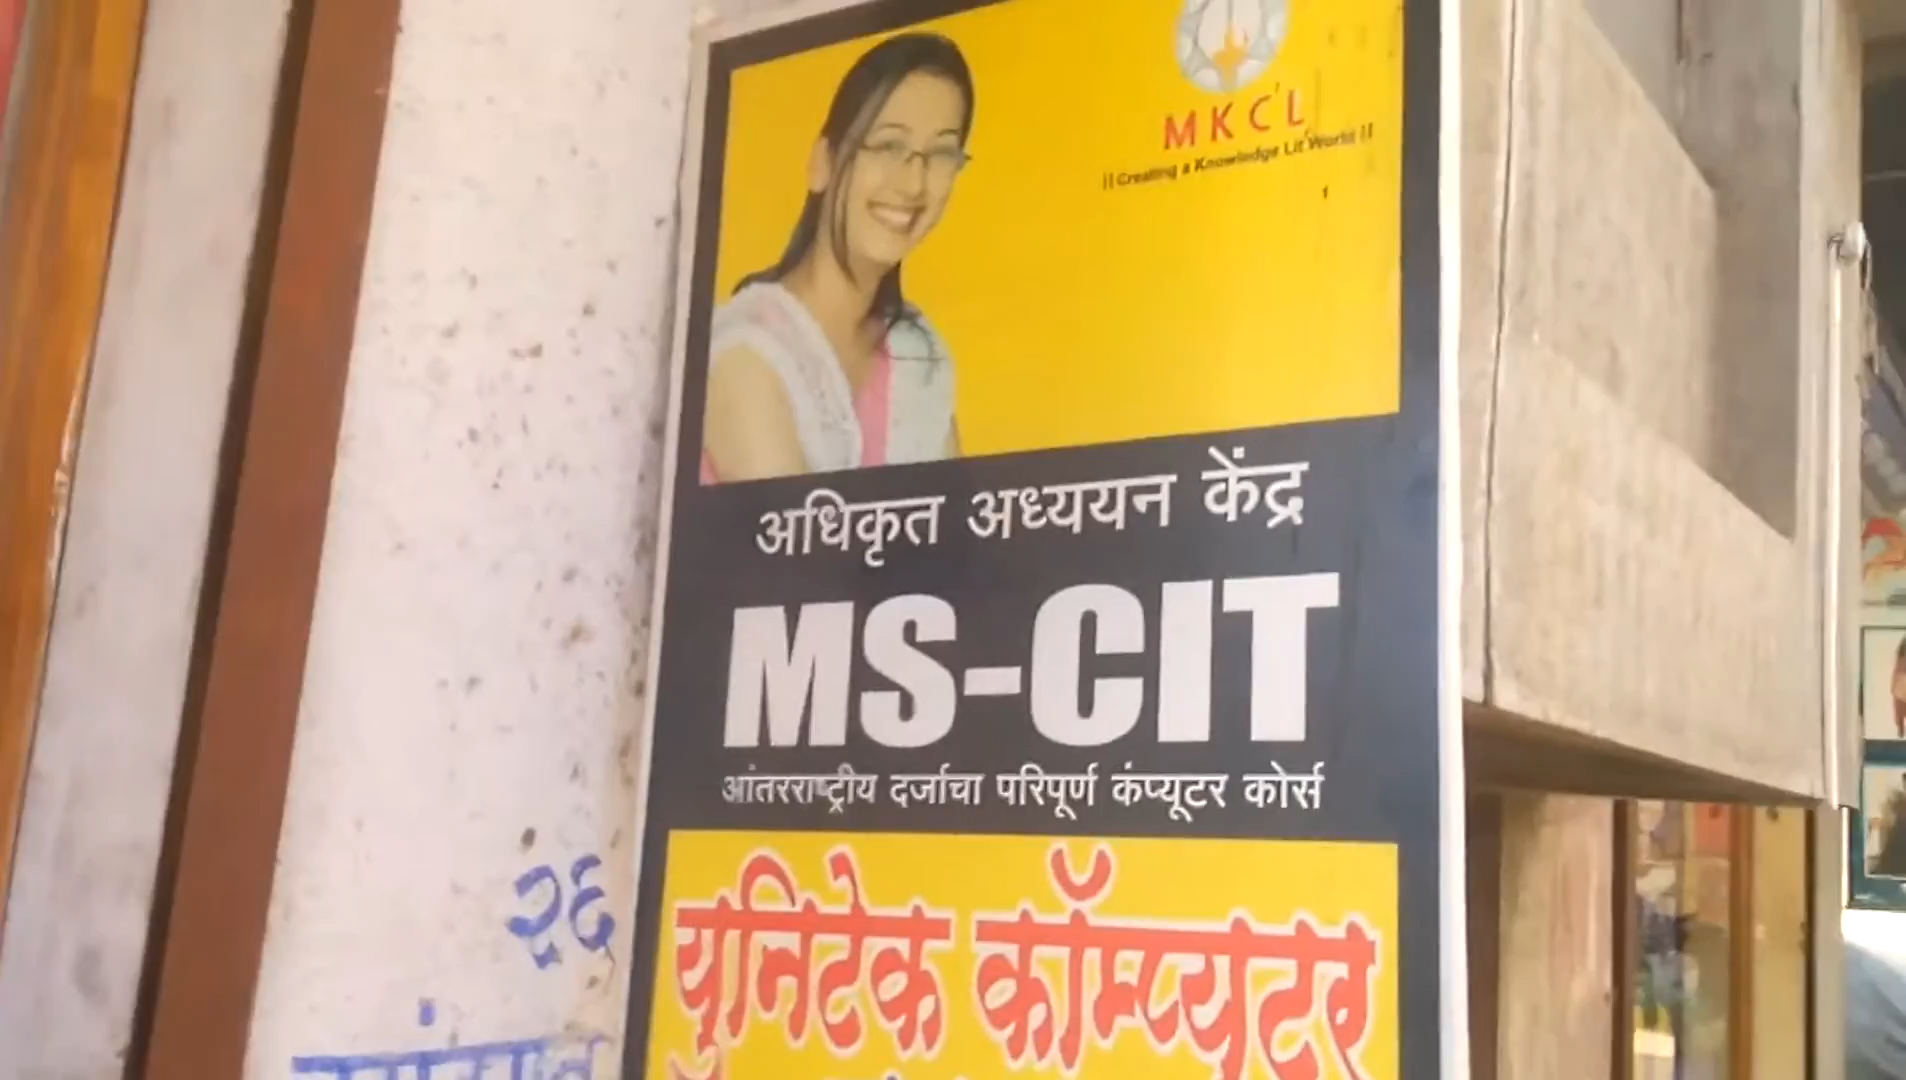 MKCL
||Creating a Knowledge Lit World||
अधिकृत अध्ययन केंद्र
MS-CIT
आंतरराष्ट्रीय दर्जाचा परिपूर्ण कंप्यूटर कोर्स
युनिटेक कॉम्प्युटर
२६